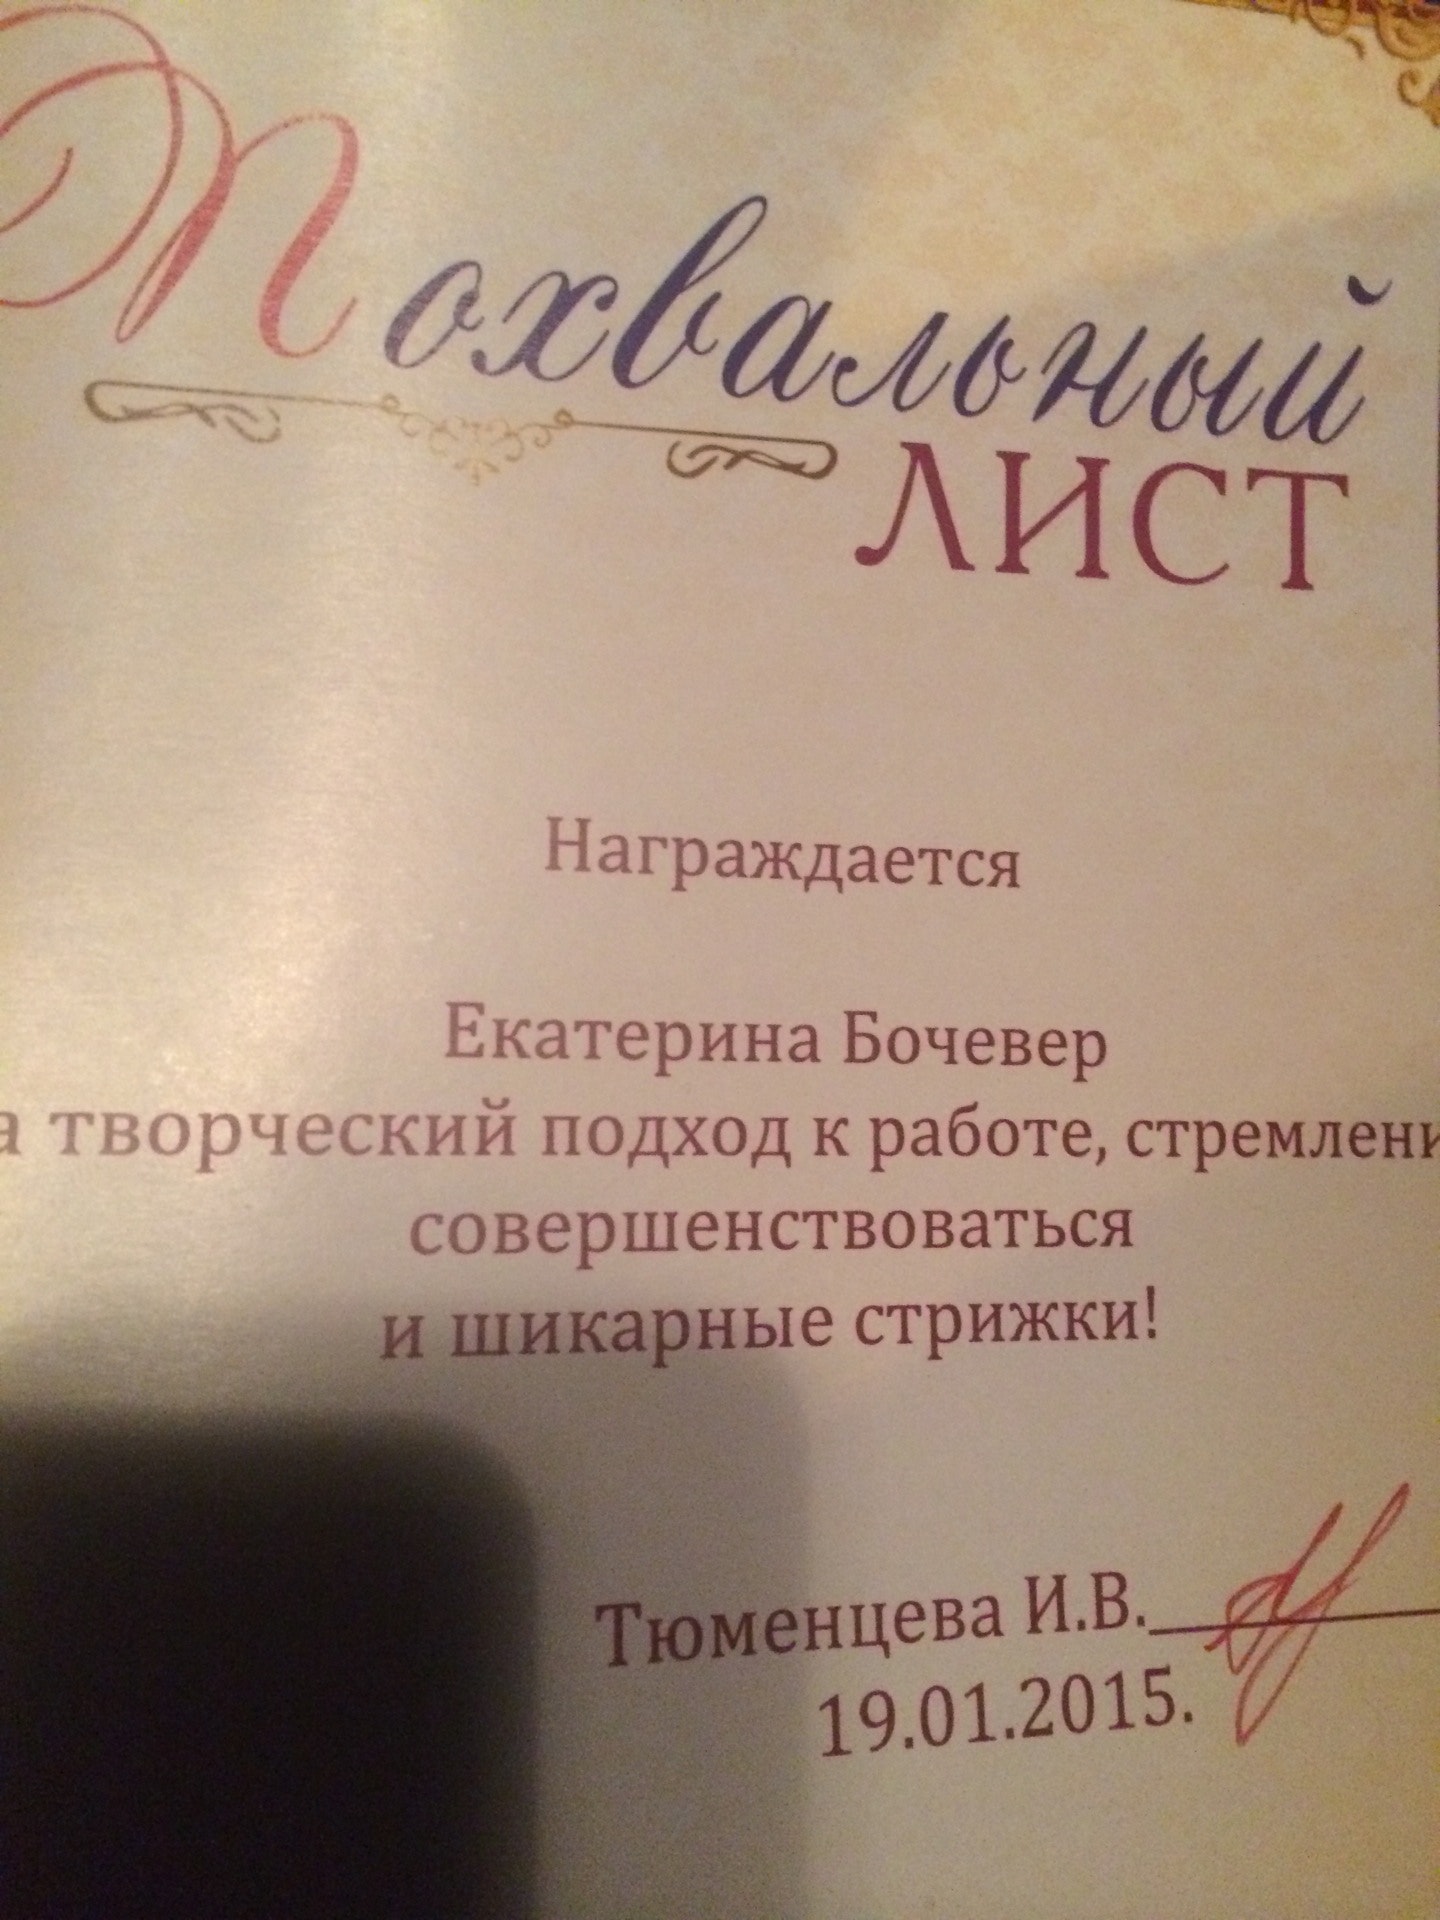 Похвальный
ЛИСТ
Награждается
Екатерина Бочевер
а творческий подход к работе, стремлени
совершенствоваться
и шикарные стрижки!
Тюменцева И.В.
19.01.2015.